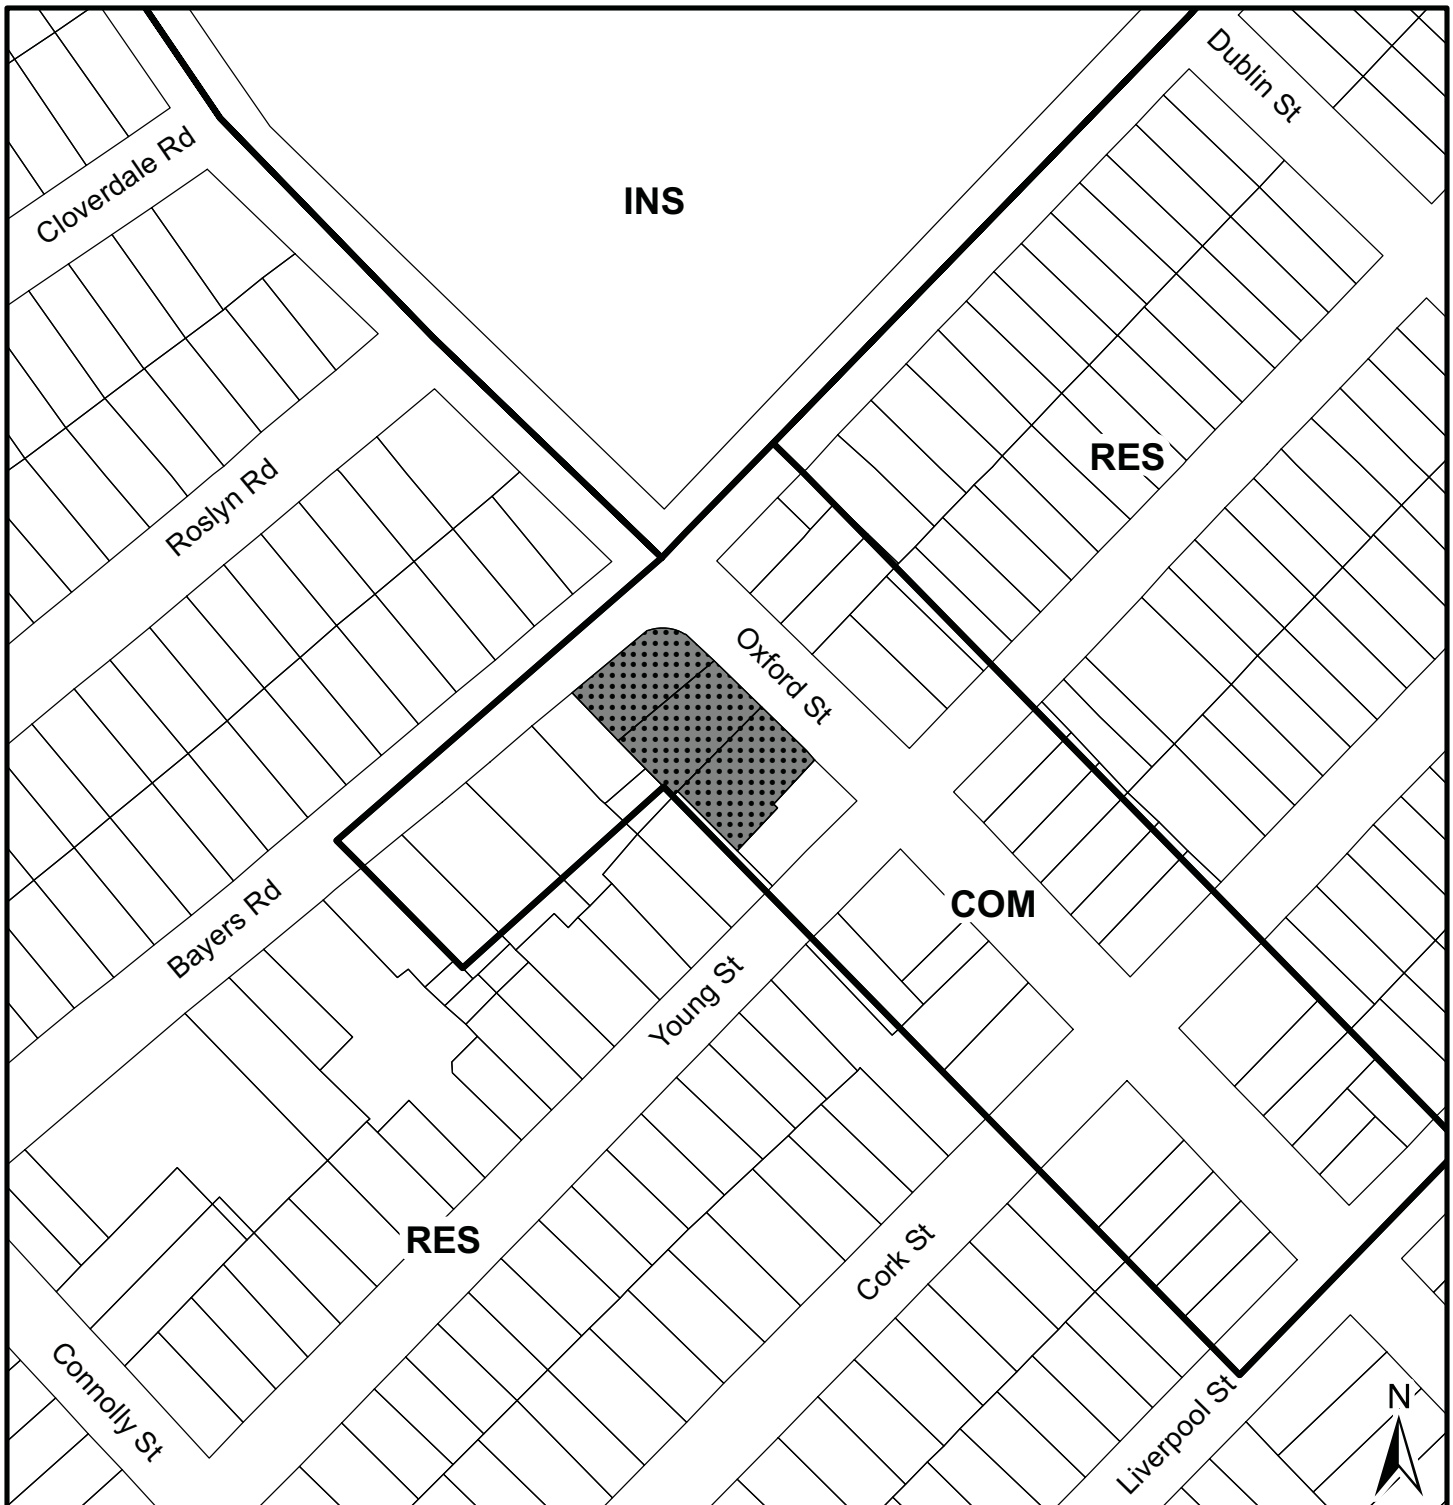 Dublin St
Cloverdale Rd
INS
RES
Roslyn Rd
Oxford St
COM
Bayers Rd
Young St
RES
Cork St
Connolly St
Liverpool St
N